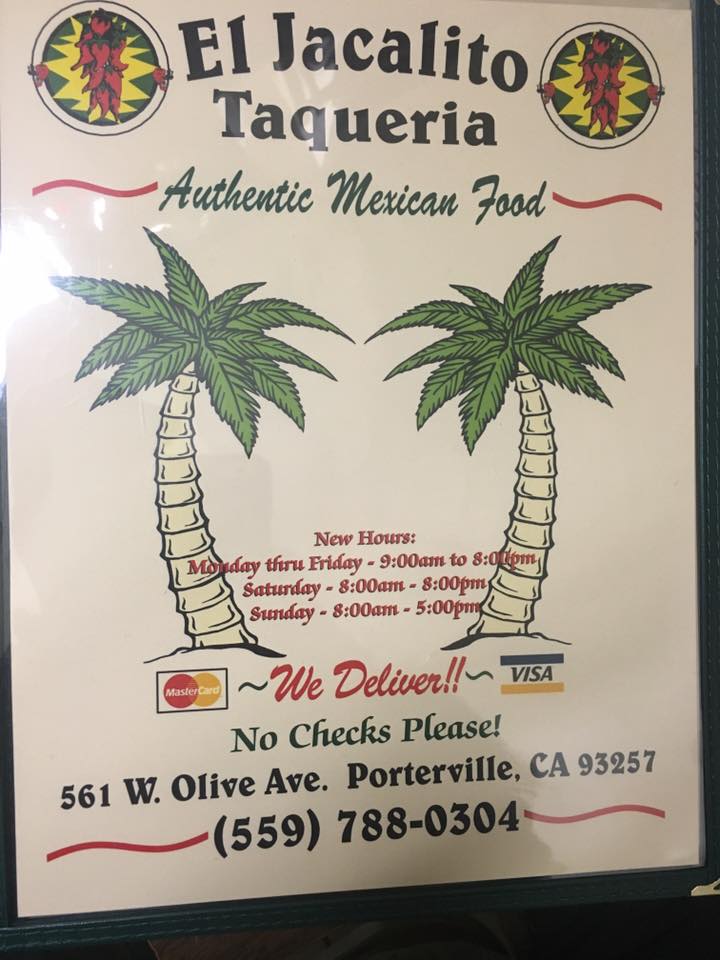 El Jacalito
Taqueria
Authentic Mexican Food
New Hours:
Monday thru Friday - 9:00am to 8:00pm
Saturday - 8:00am - 8:00pm
Sunday - 8:00am - 5:00pm
MasterCard ~We Deliver!!~ VISA
No Checks Please!
561 W. Olive Ave. Porterville, CA 93257
(559) 788-0304